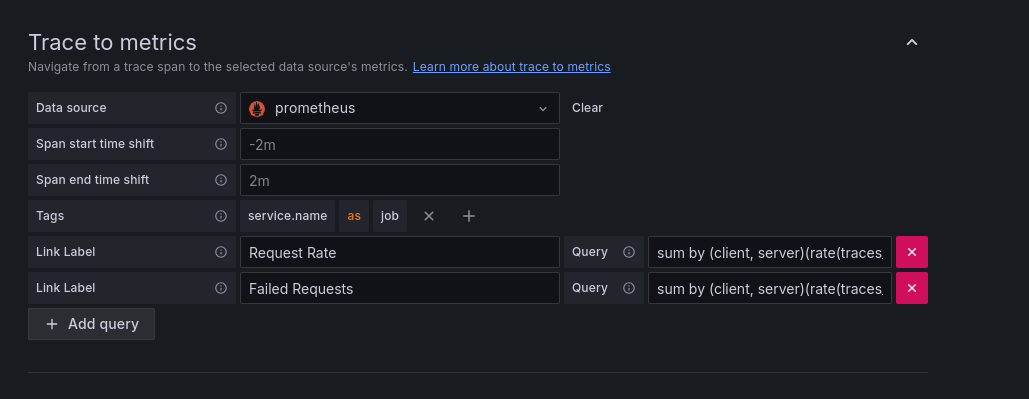 Trace to metrics
Navigate from a trace span to the selected data source's metrics. Learn more about trace to metrics
Data source prometheus Clear
Span start time shift -2m
Span end time shift 2m
Tags service.name as job
Link Label Request Rate Query sum by (client, server)(rate(traces_
Link Label Failed Requests Query sum by (client, server)(rate(traces_
Add query